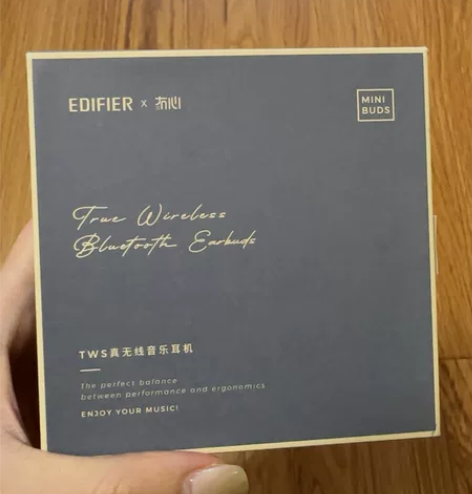 EDIFIER x 有心
MINI
BUDS
True Wireless
Bluetooth Earbuds
TWS真无线音乐耳机
The perfect balance
between performance and ergonomics
ENJOY YOUR MUSIC!